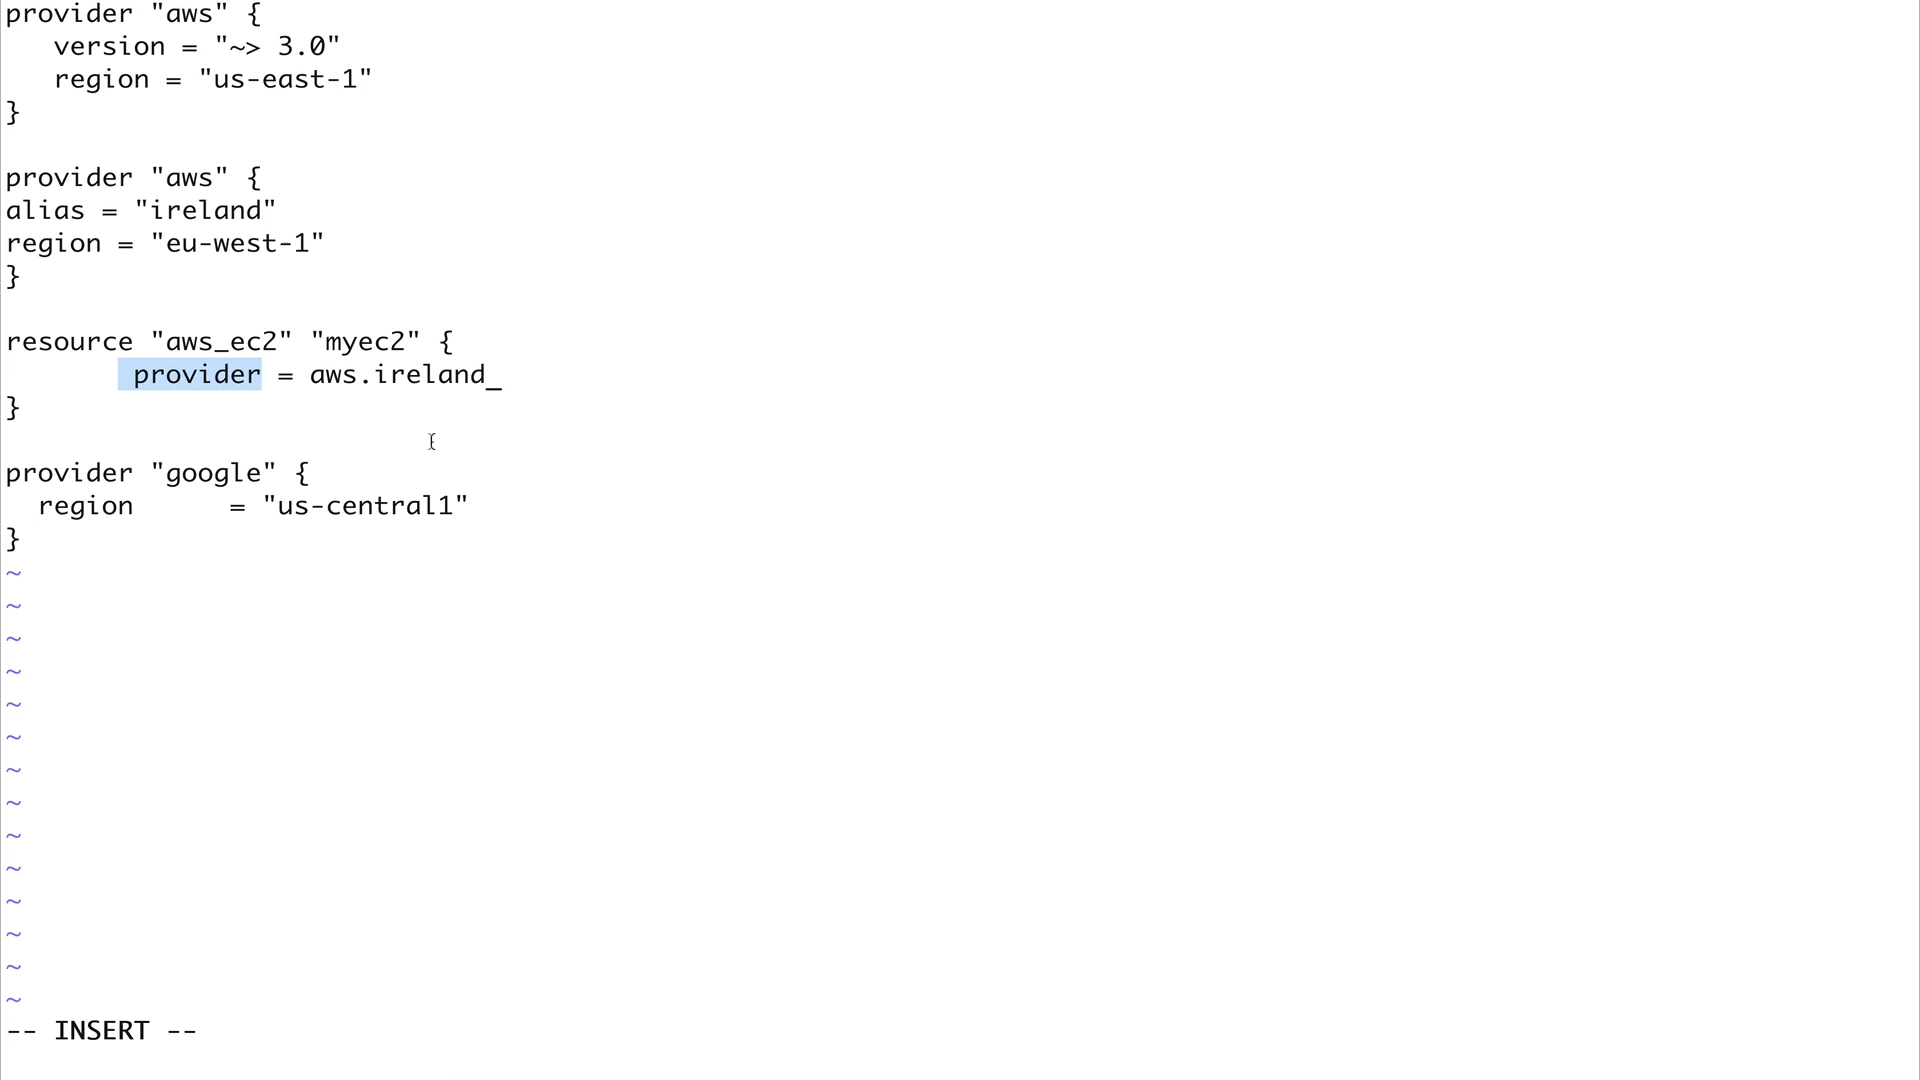 provider "aws" {
   version = "~> 3.0"
   region = "us-east-1"
}

provider "aws" {
alias = "ireland"
region = "eu-west-1"
}

resource "aws_ec2" "myec2" {
        provider = aws.ireland_
}

provider "google" {
  region      = "us-central1"
}
~
~
~
~
~
~
~
~
~
~
~
~
~
~
-- INSERT --